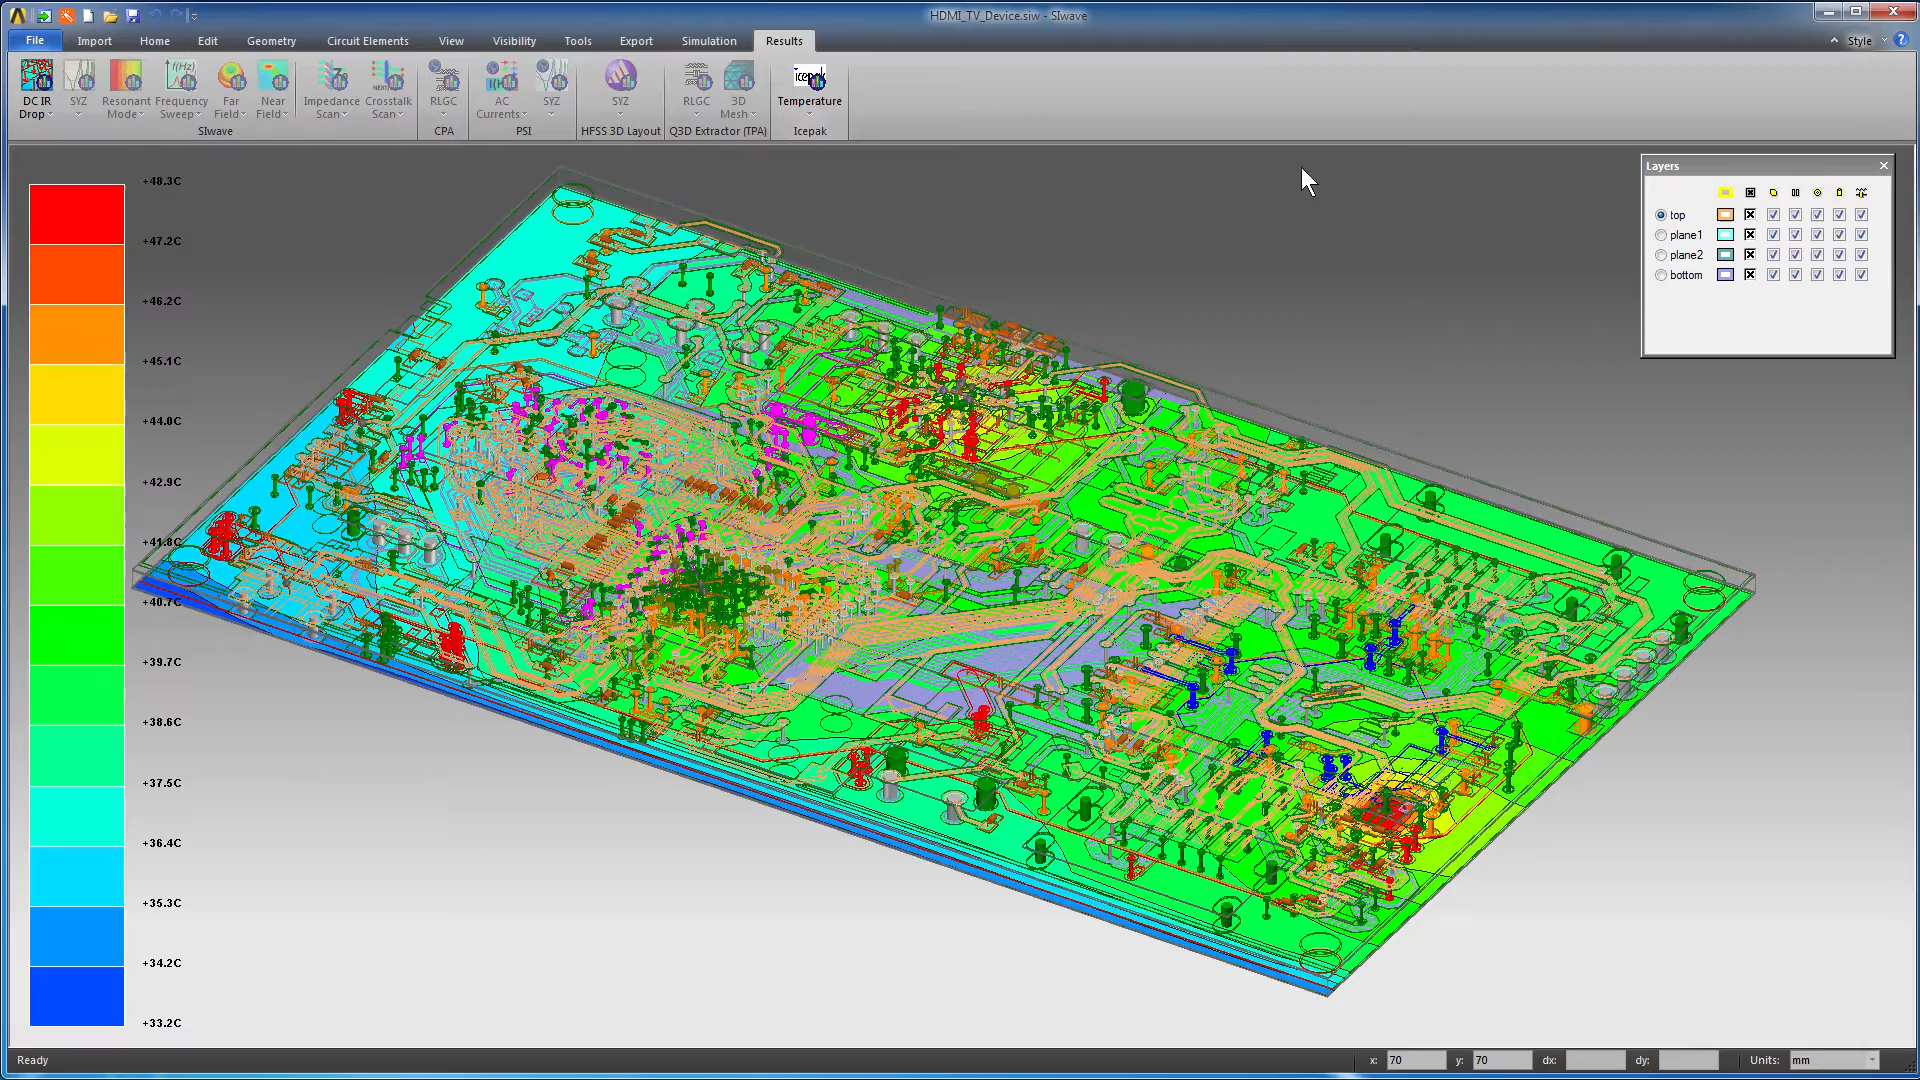 HDMI_TV_Device.siw - SIwave
File Import Home Edit Geometry Circuit Elements View Visibility Tools Export Simulation Results Style
DC IR Drop SYZ Resonant Mode Frequency Sweep Far Field Near Field Impedance Scan Crosstalk Scan RLGC AC Currents SYZ SYZ RLGC 3D Mesh Temperature
SIwave CPA PSI HFSS 3D Layout Q3D Extractor (TPA) Icepak
Layers
top
plane1
plane2
bottom
+48.3C
+47.2C
+46.2C
+45.1C
+44.0C
+42.9C
+41.8C
+40.7C
+39.7C
+38.6C
+37.5C
+36.4C
+35.3C
+34.2C
+33.2C
Ready x: 70 y: 70 dx: dy: Units: mm